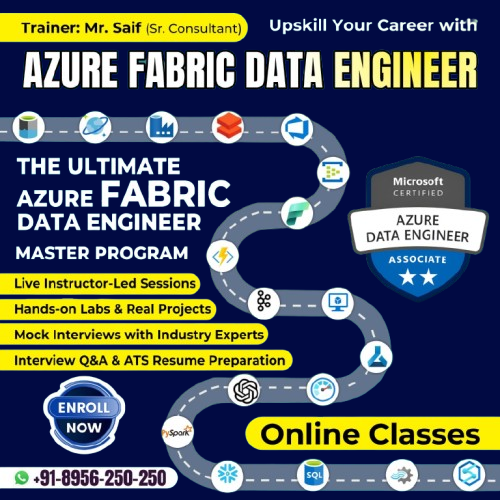 Trainer: Mr. Saif (Sr. Consultant)
Upskill Your Career with
AZURE FABRIC DATA ENGINEER
THE ULTIMATE
AZURE FABRIC
DATA ENGINEER
MASTER PROGRAM
Microsoft
CERTIFIED
AZURE
DATA ENGINEER
ASSOCIATE
Live Instructor-Led Sessions
Hands-on Labs & Real Projects
Mock Interviews with Industry Experts
Interview Q&A & ATS Resume Preparation
ENROLL
NOW
PySpark
Online Classes
+91-8956-250-250
SQL